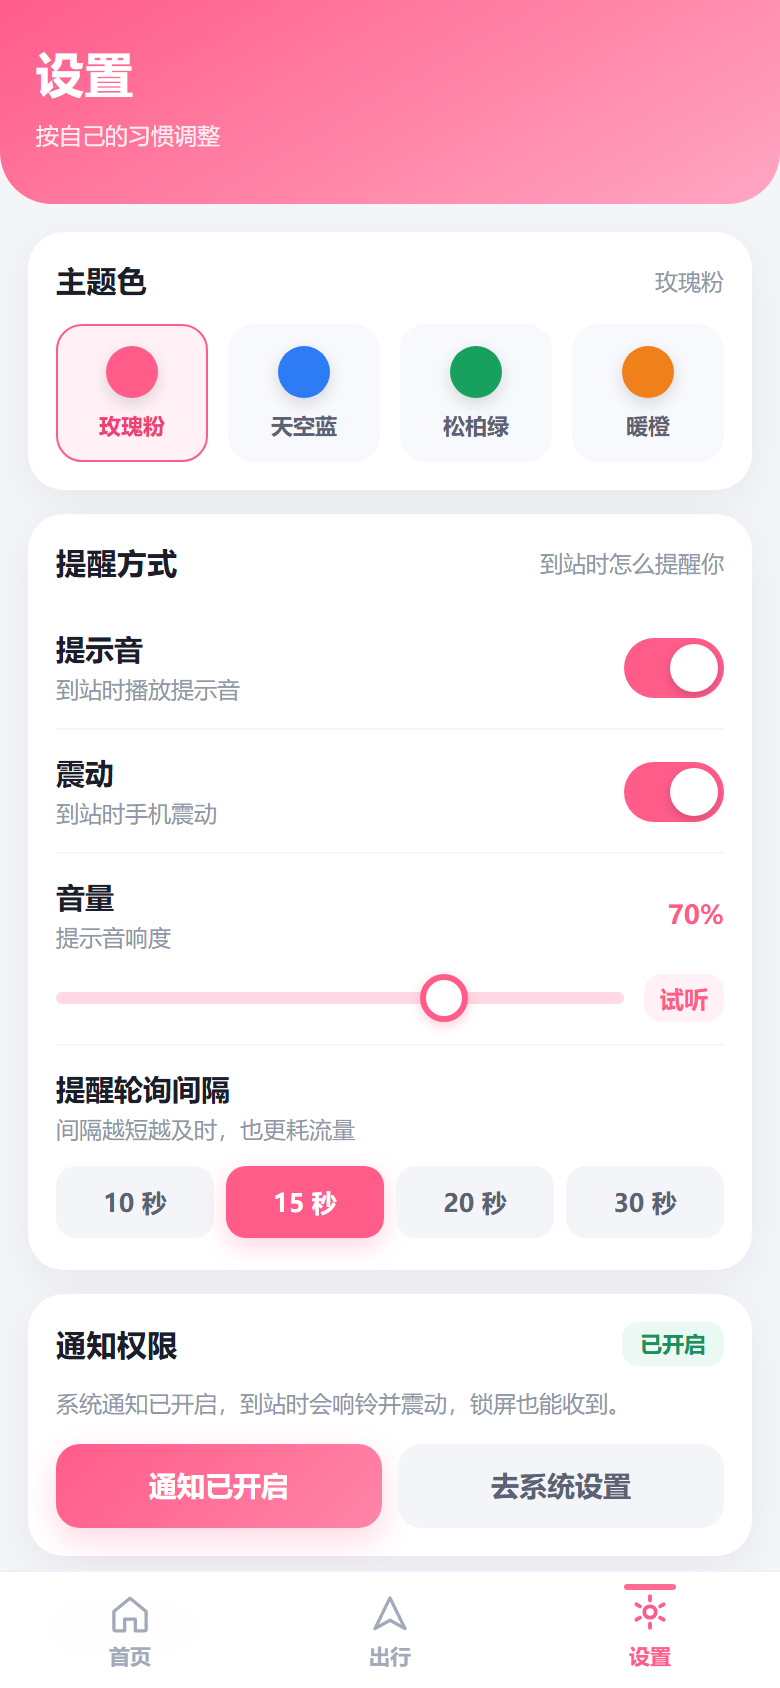 设置
按自己的习惯调整
主题色
玫瑰粉
玫瑰粉
天空蓝
松柏绿
暖橙
提醒方式
到站时怎么提醒你
提示音
到站时播放提示音
震动
到站时手机震动
音量
70%
提示音响度
试听
提醒轮询间隔
间隔越短越及时，也更耗流量
10 秒
15 秒
20 秒
30 秒
通知权限
已开启
系统通知已开启，到站时会响铃并震动，锁屏也能收到。
通知已开启
去系统设置
首页
出行
设置